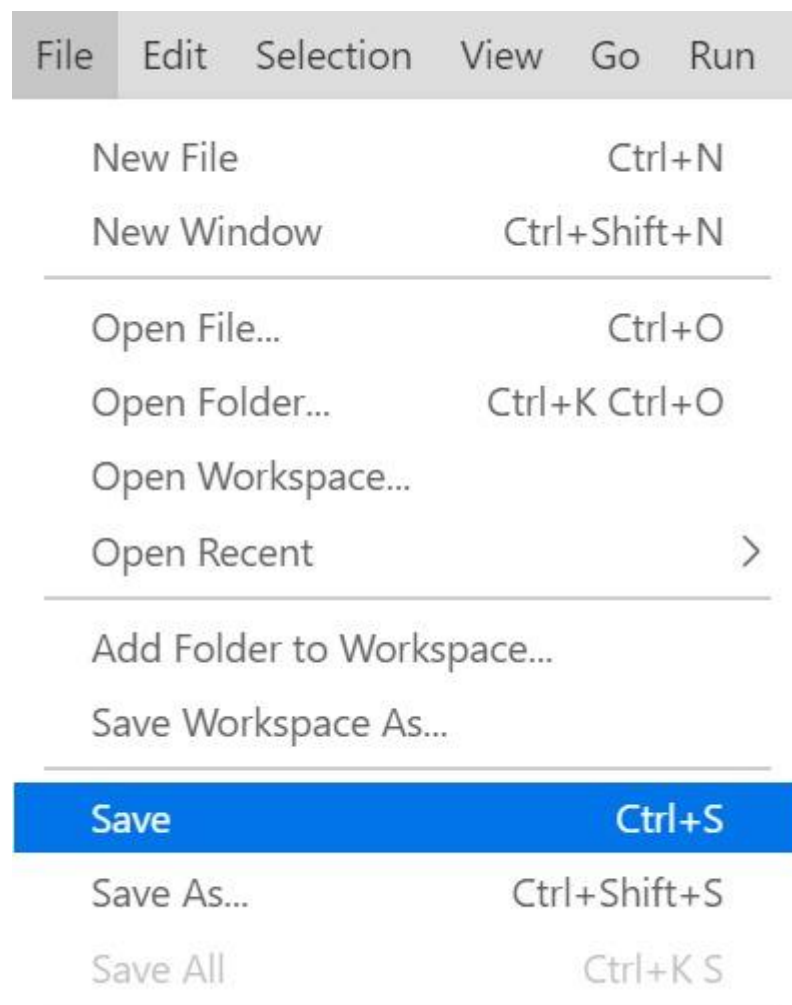 File Edit Selection View Go Run
New File Ctrl+N
New Window Ctrl+Shift+N
Open File... Ctrl+O
Open Folder... Ctrl+K Ctrl+O
Open Workspace...
Open Recent
Add Folder to Workspace...
Save Workspace As...
Save Ctrl+S
Save As... Ctrl+Shift+S
Save All Ctrl+K S